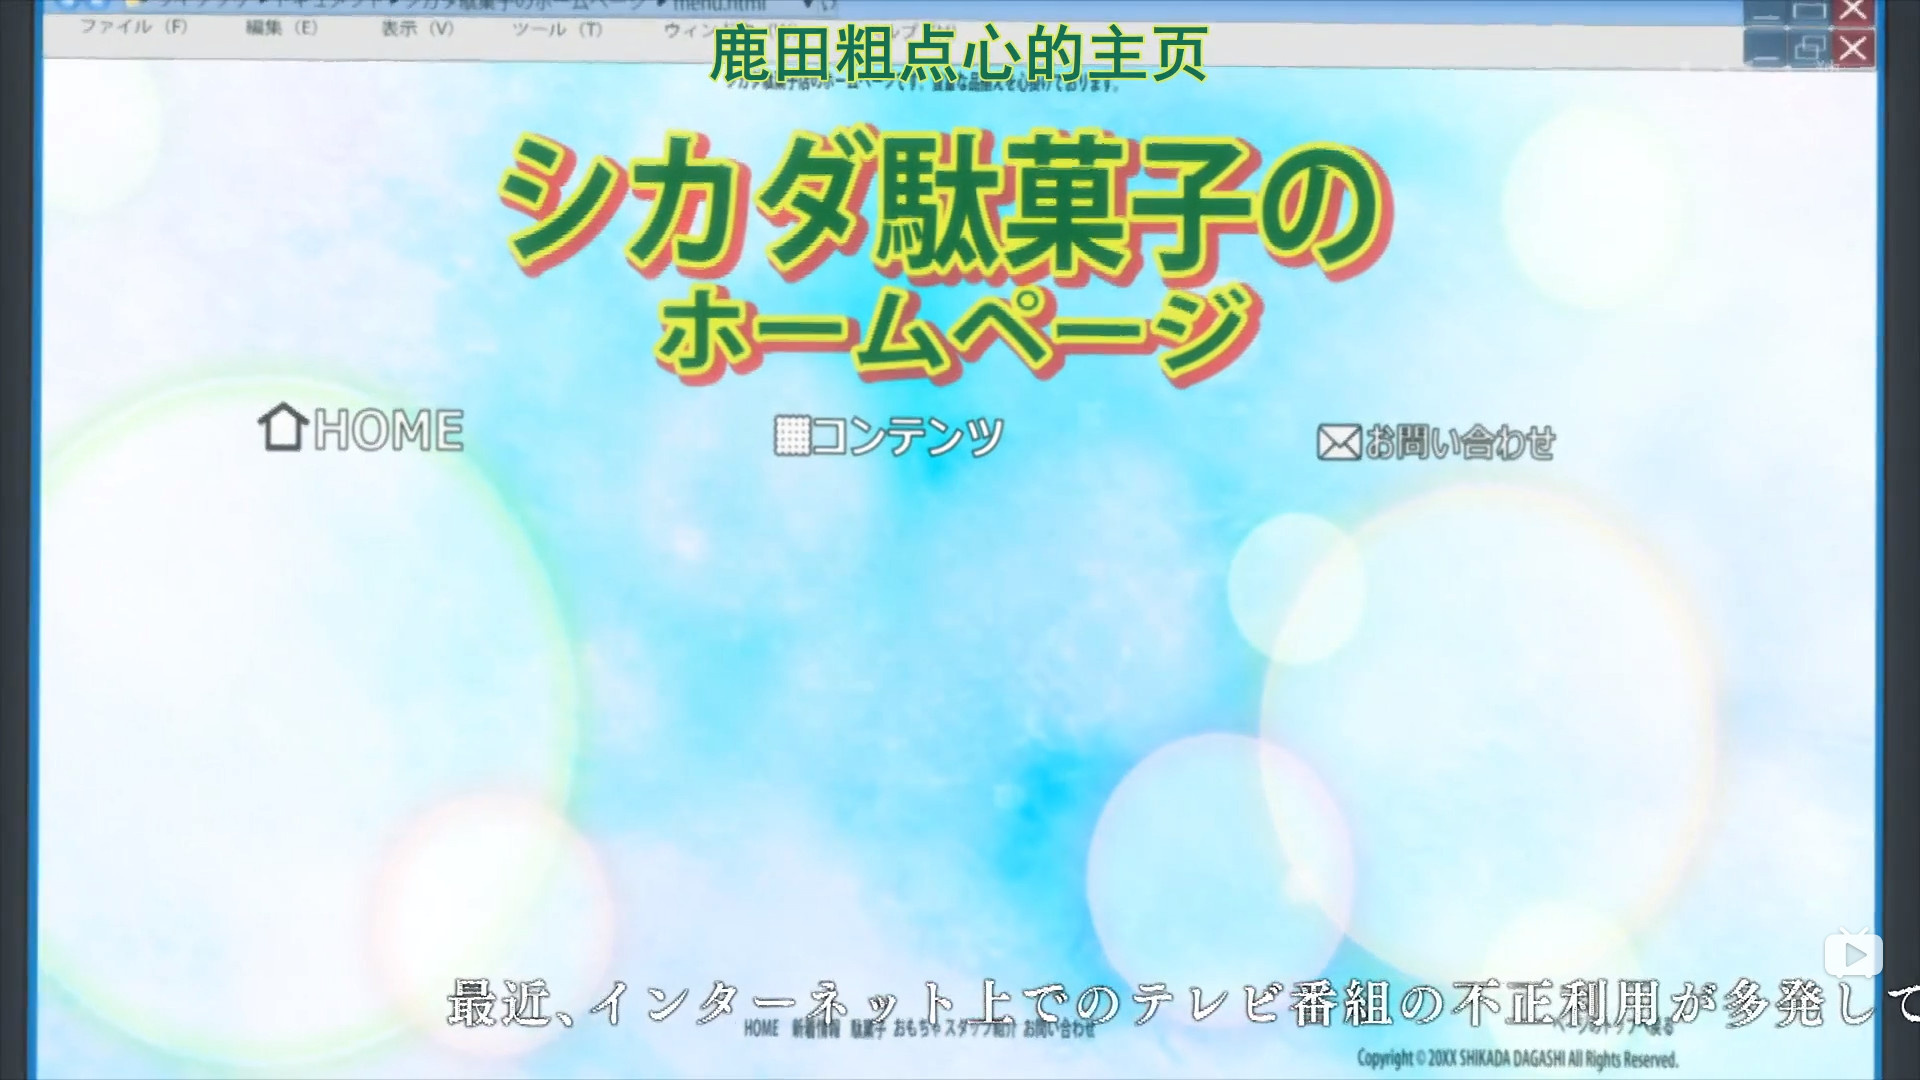 menu.html
ファイル（F） 編集（E） 表示（V） ツール（T）
鹿田粗点心的主页
シカダ駄菓子の
ホームページ
HOME コンテンツ お問い合わせ
最近、インターネット上でのテレビ番組の不正利用が多発して
HOME 新着情報 駄菓子 おもちゃ スタッフ紹介 お問い合わせ
Copyright © 20XX SHIKADA DAGASHI All Rights Reserved.